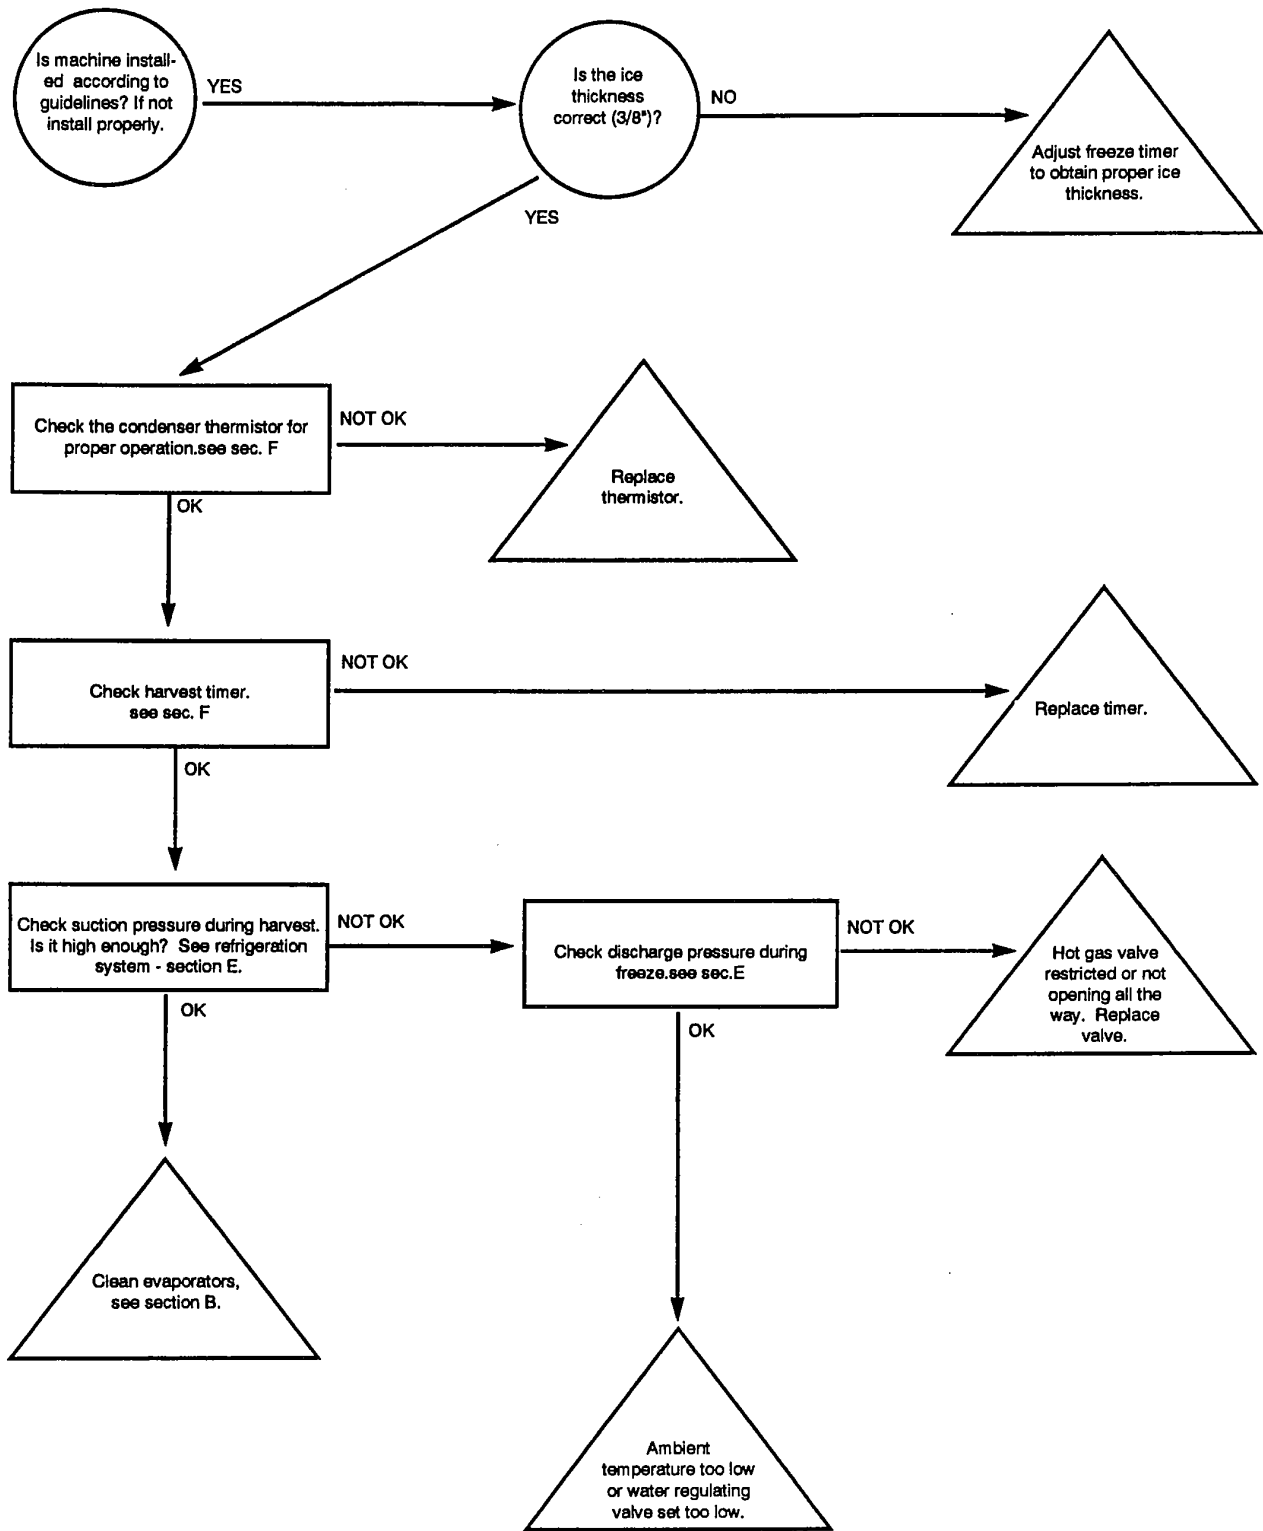 Is machine install-
ed according to
guidelines? If not
install properly.
YES
Is the ice
thickness
correct (3/8")?
NO
Adjust freeze timer
to obtain proper ice
thickness.
YES
Check the condenser thermistor for
proper operation.see sec. F
NOT OK
Replace
thermistor.
OK
Check harvest timer.
see sec. F
NOT OK
Replace timer.
OK
Check suction pressure during harvest.
Is it high enough? See refrigeration
system - section E.
NOT OK
Check discharge pressure during
freeze.see sec.E
NOT OK
Hot gas valve
restricted or not
opening all the
way. Replace
valve.
OK
OK
Clean evaporators,
see section B.
Ambient
temperature too low
or water regulating
valve set too low.